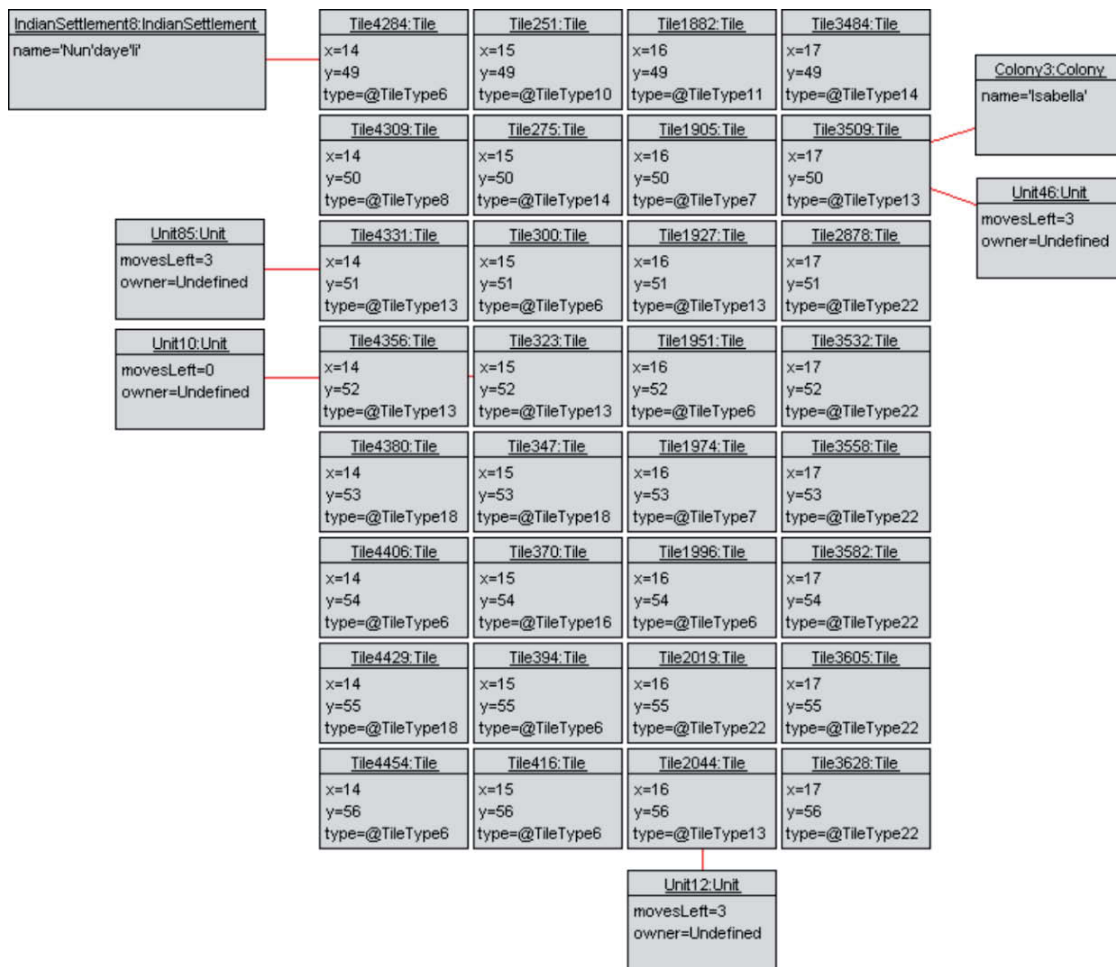 IndianSettlement8:IndianSettlement
name='Nun'daye'li'
Tile4284:Tile
x=14
y=49
type=@TileType6
Tile251:Tile
x=15
y=49
type=@TileType10
Tile1882:Tile
x=16
y=49
type=@TileType11
Tile3484:Tile
x=17
y=49
type=@TileType14
Colony3:Colony
name='Isabella'
Tile4309:Tile
x=14
y=50
type=@TileType8
Tile275:Tile
x=15
y=50
type=@TileType14
Tile1905:Tile
x=16
y=50
type=@TileType7
Tile3509:Tile
x=17
y=50
type=@TileType13
Unit46:Unit
movesLeft=3
owner=Undefined
Unit85:Unit
movesLeft=3
owner=Undefined
Tile4331:Tile
x=14
y=51
type=@TileType13
Tile300:Tile
x=15
y=51
type=@TileType6
Tile1927:Tile
x=16
y=51
type=@TileType13
Tile2878:Tile
x=17
y=51
type=@TileType22
Unit10:Unit
movesLeft=0
owner=Undefined
Tile4356:Tile
x=14
y=52
type=@TileType13
Tile323:Tile
x=15
y=52
type=@TileType13
Tile1951:Tile
x=16
y=52
type=@TileType6
Tile3532:Tile
x=17
y=52
type=@TileType22
Tile4380:Tile
x=14
y=53
type=@TileType18
Tile347:Tile
x=15
y=53
type=@TileType18
Tile1974:Tile
x=16
y=53
type=@TileType7
Tile3558:Tile
x=17
y=53
type=@TileType22
Tile4406:Tile
x=14
y=54
type=@TileType6
Tile370:Tile
x=15
y=54
type=@TileType16
Tile1996:Tile
x=16
y=54
type=@TileType6
Tile3582:Tile
x=17
y=54
type=@TileType22
Tile4429:Tile
x=14
y=55
type=@TileType18
Tile394:Tile
x=15
y=55
type=@TileType6
Tile2019:Tile
x=16
y=55
type=@TileType22
Tile3605:Tile
x=17
y=55
type=@TileType22
Tile4454:Tile
x=14
y=56
type=@TileType6
Tile416:Tile
x=15
y=56
type=@TileType6
Tile2044:Tile
x=16
y=56
type=@TileType13
Tile3628:Tile
x=17
y=56
type=@TileType22
Unit12:Unit
movesLeft=3
owner=Undefined